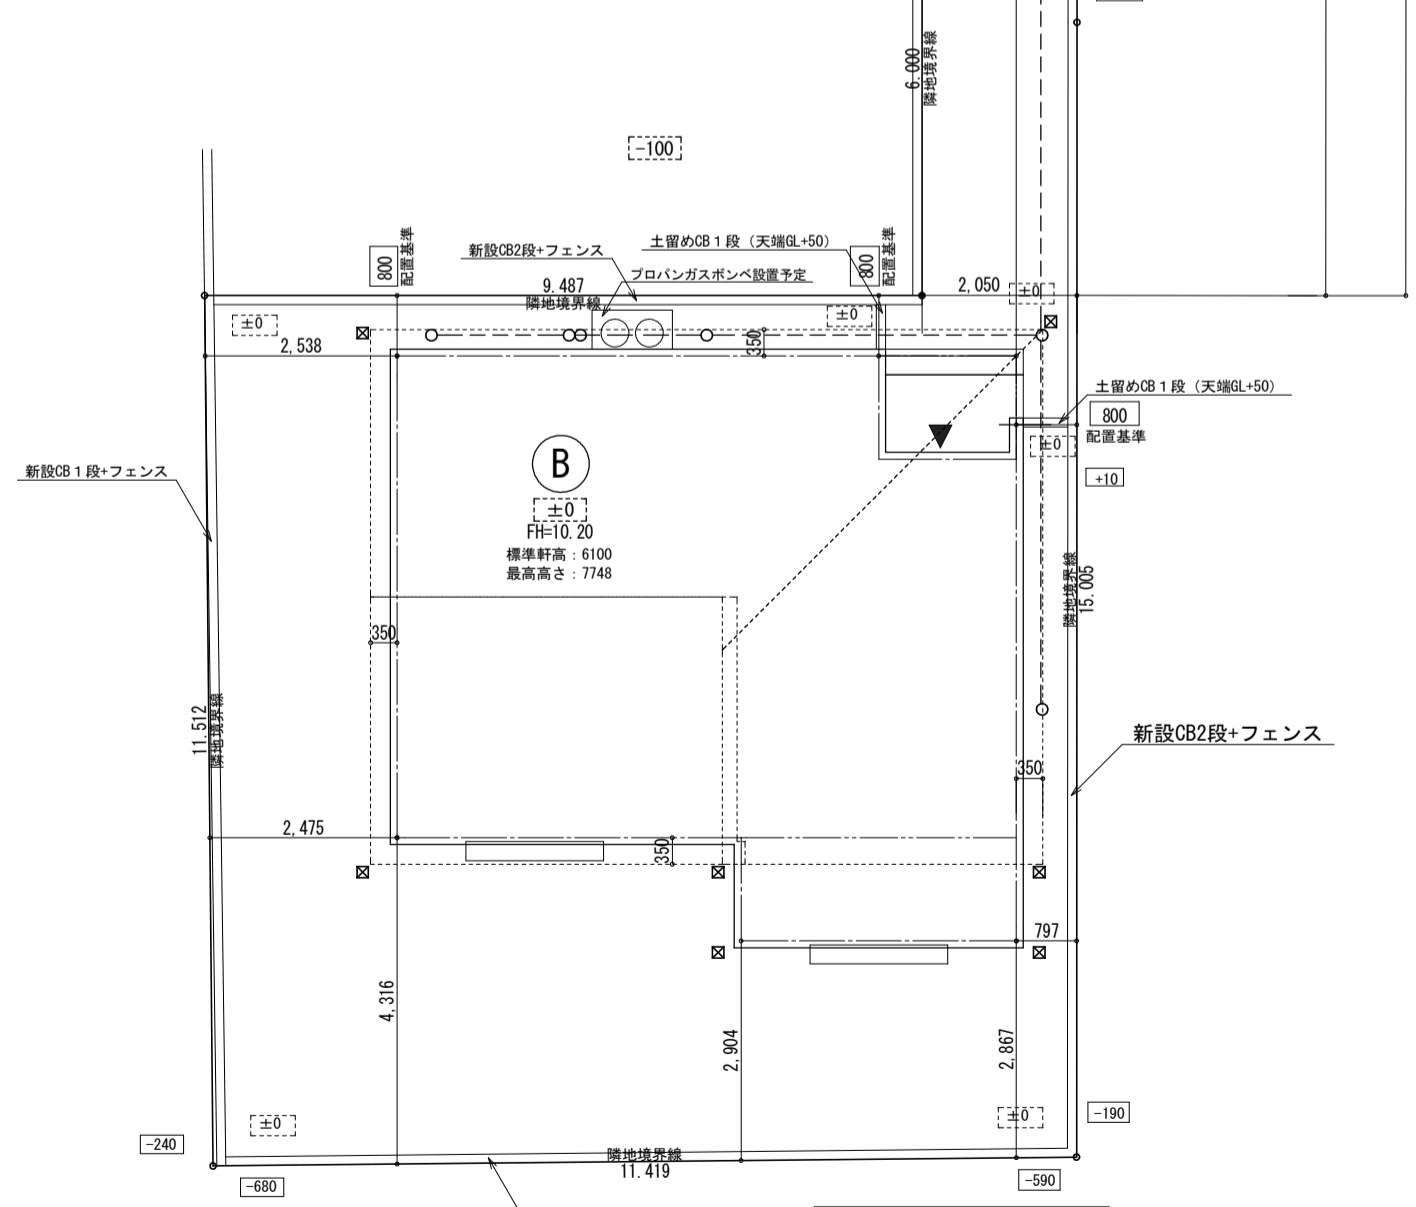 6.000
隣地境界線
-100
800
配置基準
新設CB2段+フェンス
土留めCB１段（天端GL+50）
800
配置基準
プロパンガスボンベ設置予定
9.487
隣地境界線
2,050
±0
±0
±0
2,538
350
土留めCB１段（天端GL+50）
800
配置基準
±0
+10
新設CB１段+フェンス
B
±0
FH=10.20
標準軒高：6100
最高高さ：7748
隣地境界線
15.005
350
11.512
隣地境界線
新設CB2段+フェンス
350
2,475
350
797
4,316
2,904
2,867
±0
±0
-190
-240
隣地境界線
11.419
-680
-590